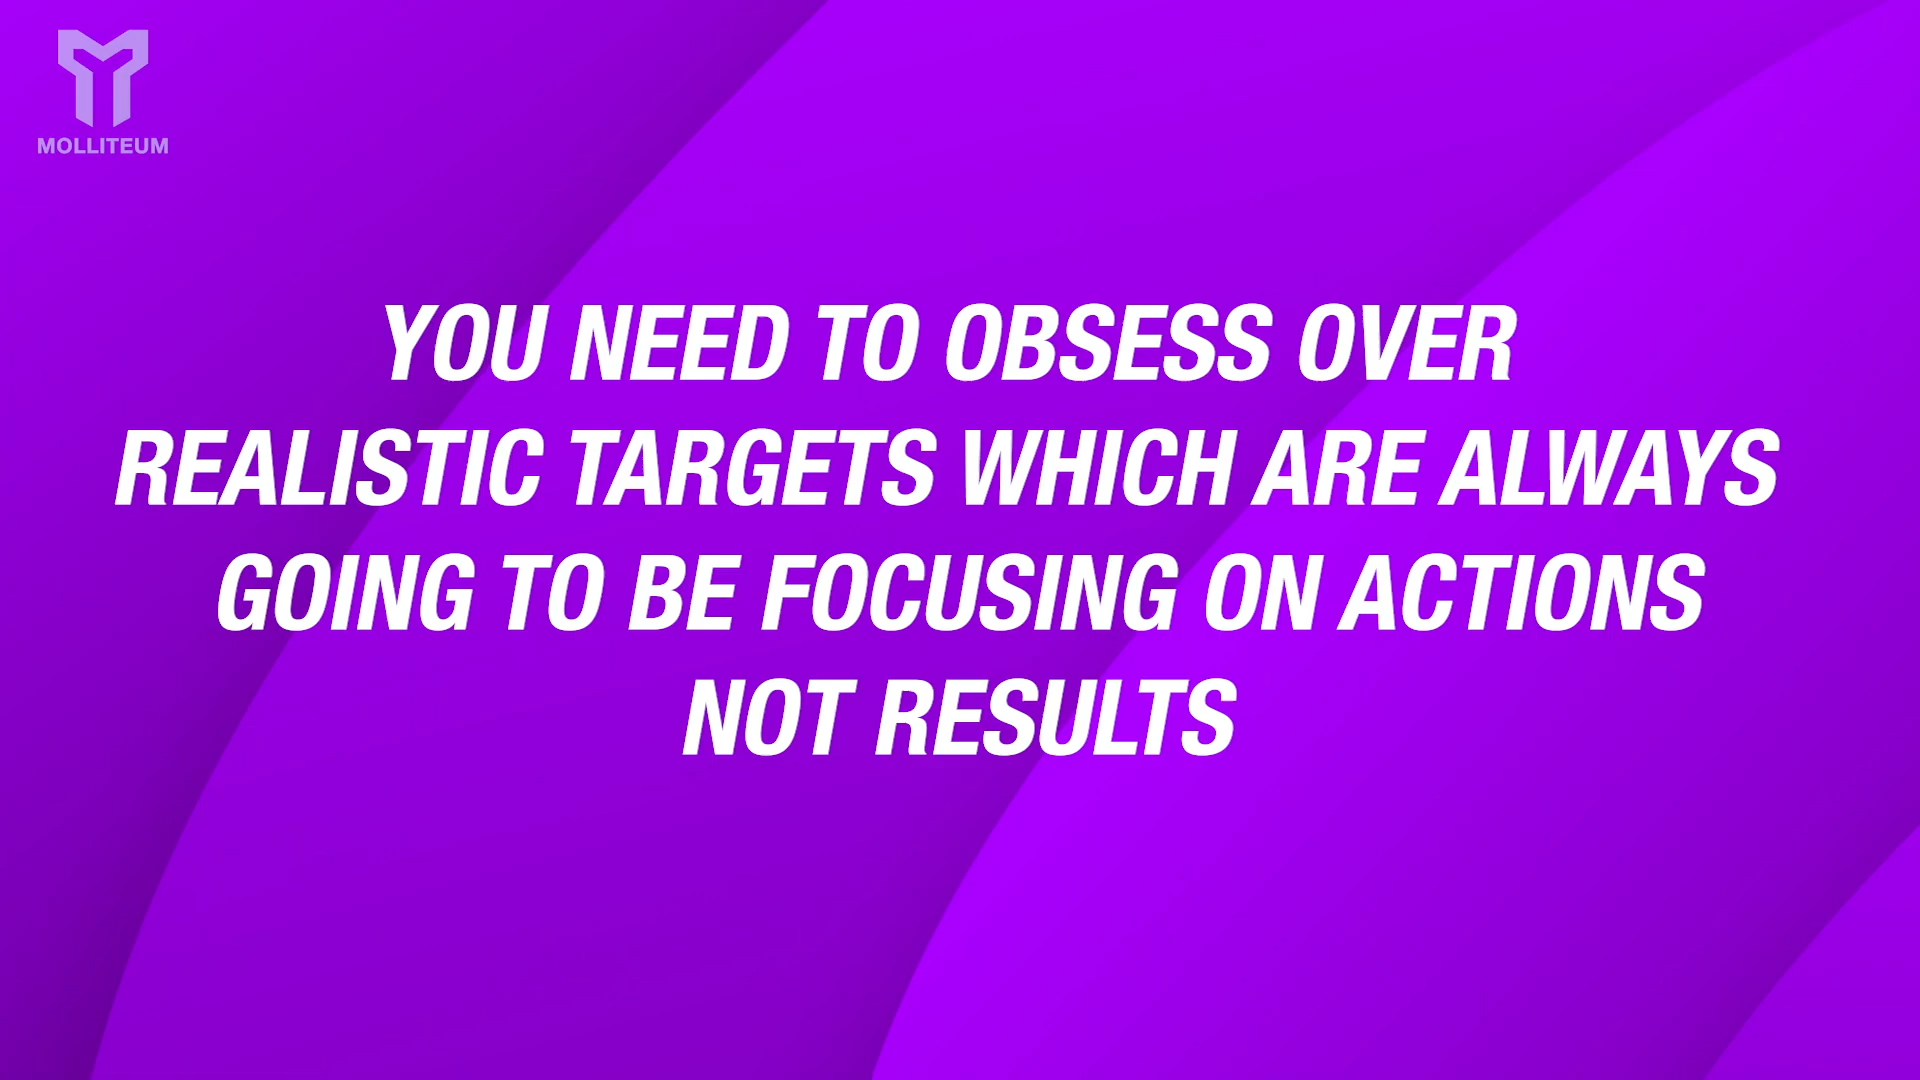 MOLLITEUM
YOU NEED TO OBSESS OVER
REALISTIC TARGETS WHICH ARE ALWAYS
GOING TO BE FOCUSING ON ACTIONS
NOT RESULTS